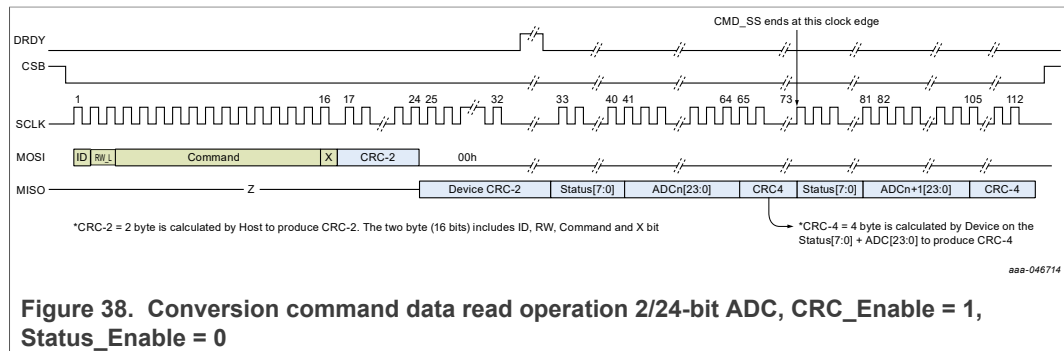 CMD_SS ends at this clock edge
DRDY
CSB
1 16 17 24 25 32 33 40 41 64 65 73 81 82 105 112
SCLK
MOSI ID RW_L Command X CRC-2 00h
MISO Z Device CRC-2 Status[7:0] ADCn[23:0] CRC4 Status[7:0] ADCn+1[23:0] CRC-4
*CRC-2 = 2 byte is calculated by Host to produce CRC-2. The two byte (16 bits) includes ID, RW, Command and X bit
*CRC-4 = 4 byte is calculated by Device on the
Status[7:0] + ADC[23:0] to produce CRC-4
aaa-046714
Figure 38. Conversion command data read operation 2/24-bit ADC, CRC_Enable = 1,
Status_Enable = 0